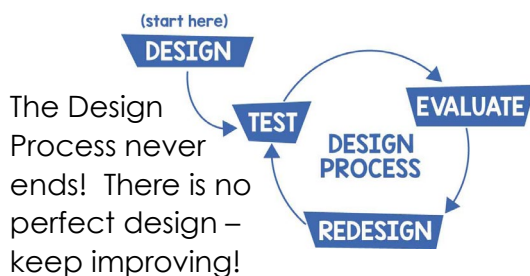 (start here)
DESIGN
TEST
EVALUATE
DESIGN
PROCESS
REDESIGN
The Design
Process never
ends! There is no
perfect design –
keep improving!